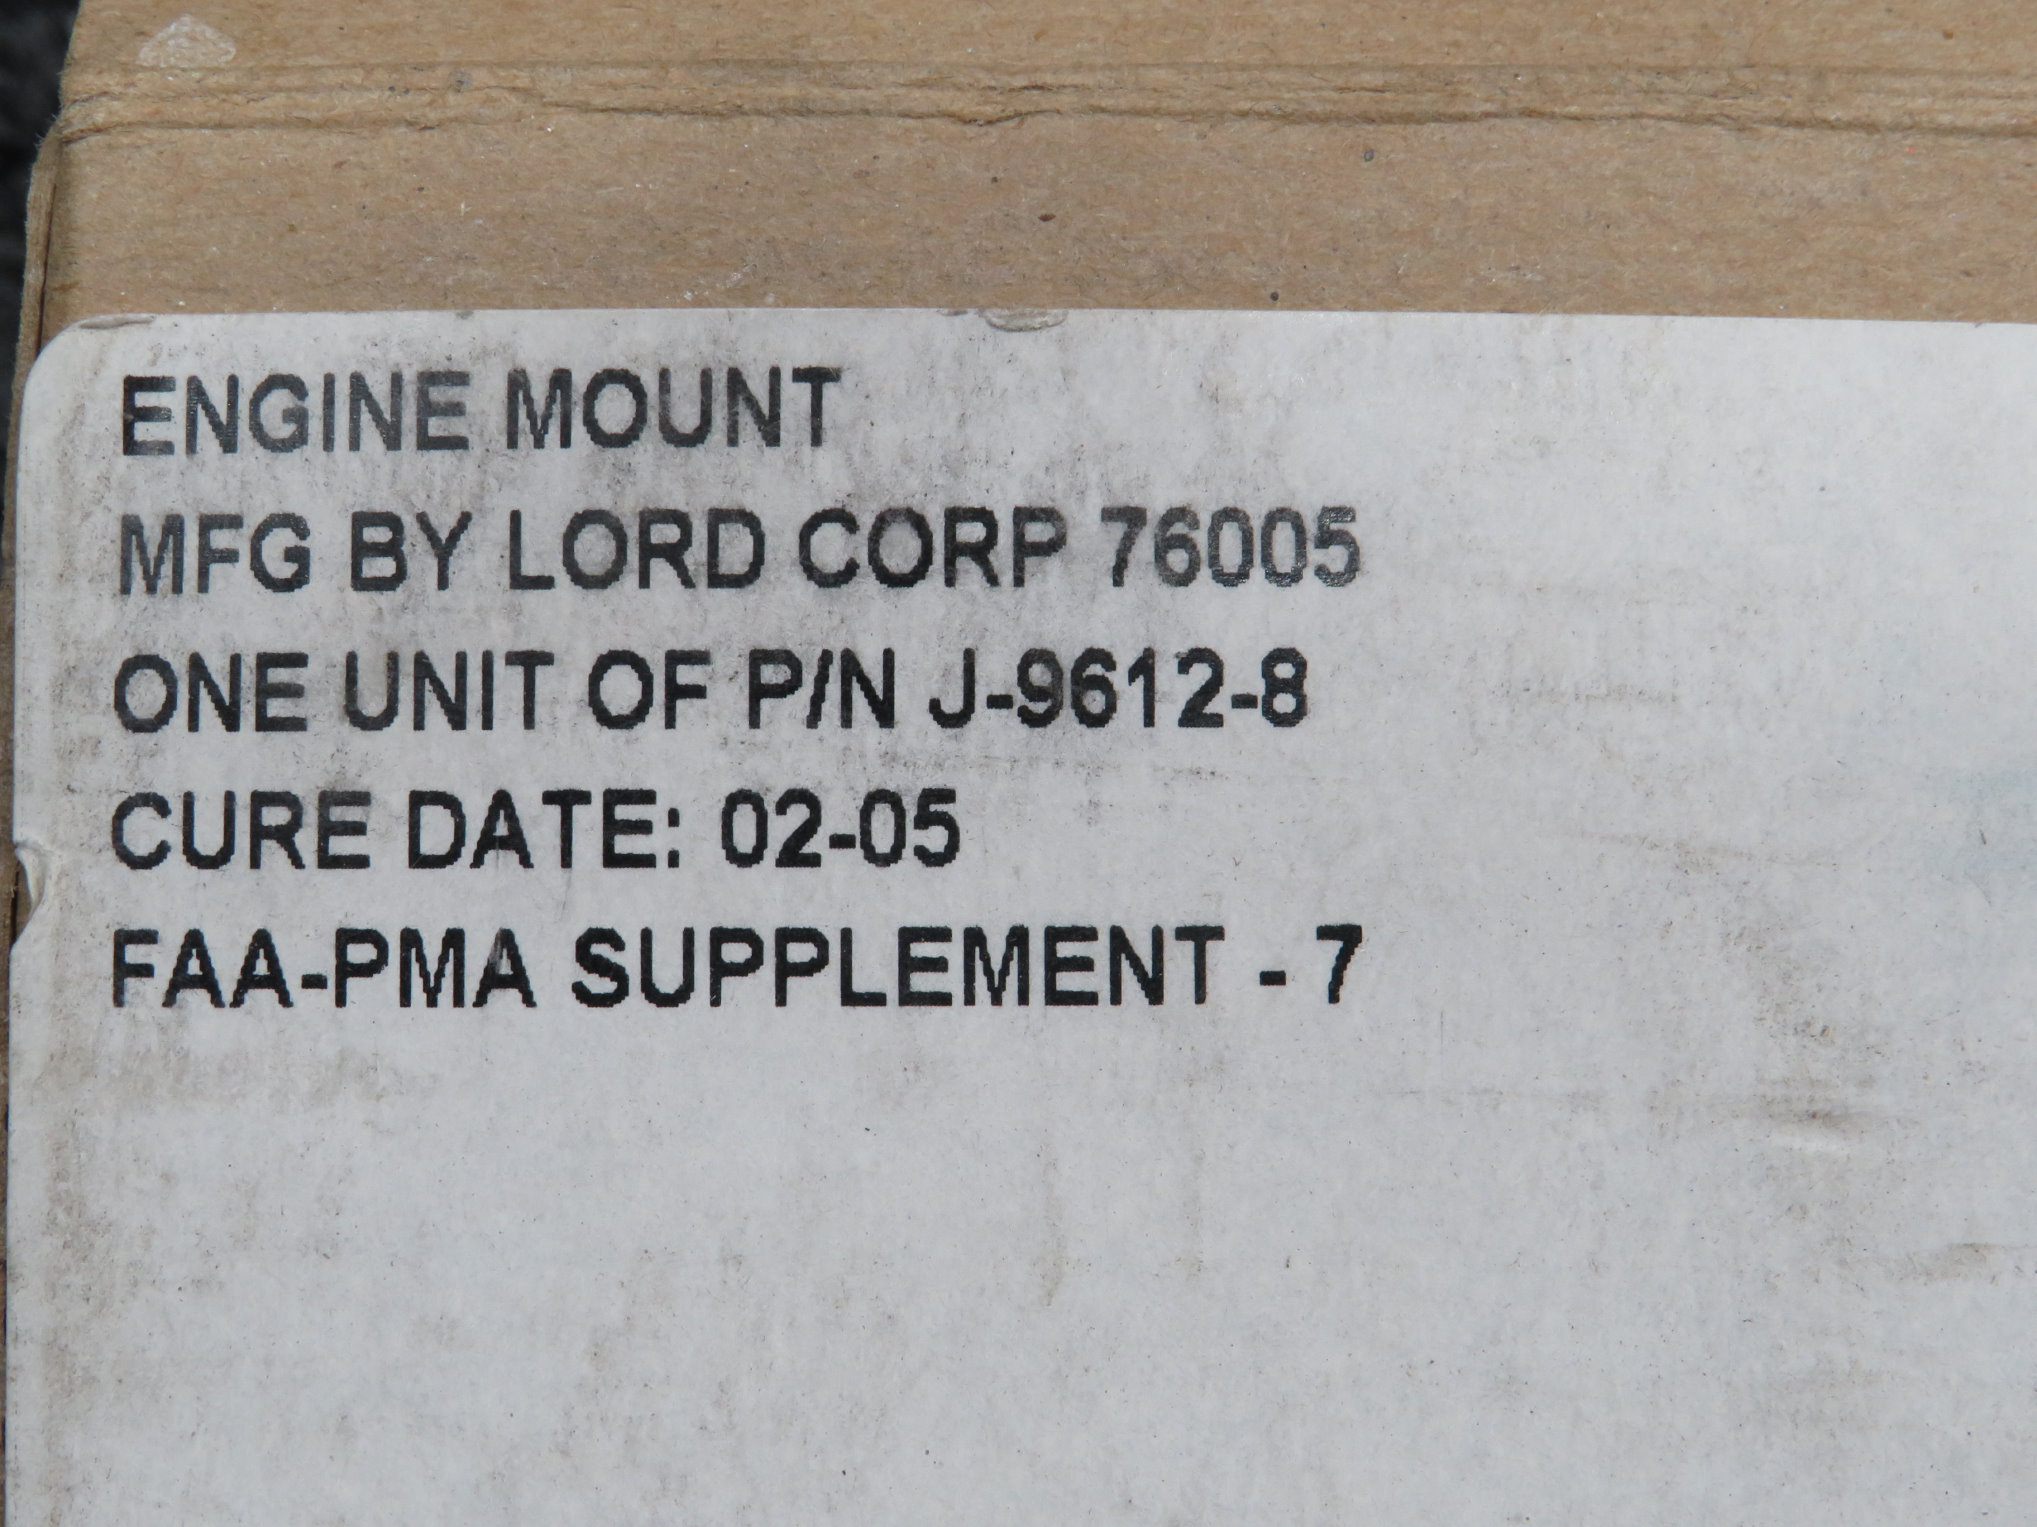 ENGINE MOUNT
MFG BY LORD CORP 76005
ONE UNIT OF P/N J-9612-8
CURE DATE: 02-05
FAA-PMA SUPPLEMENT - 7